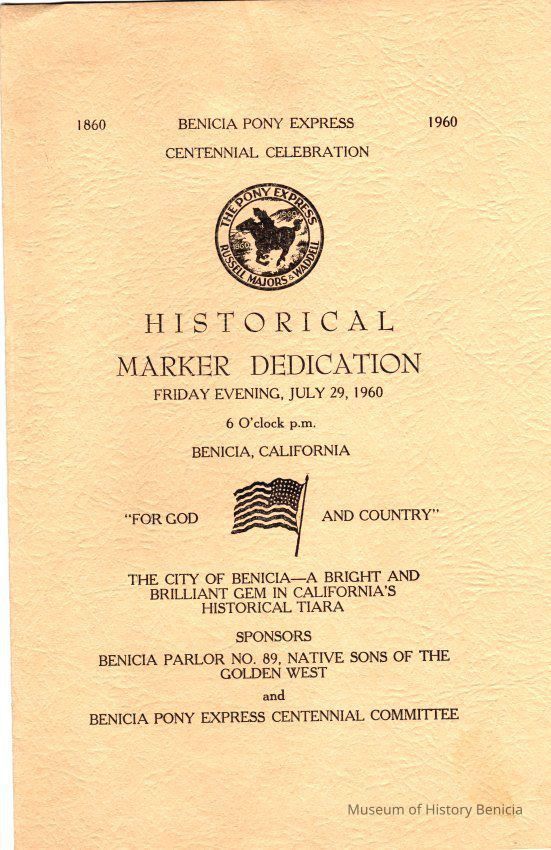 1860 BENICIA PONY EXPRESS 1960
CENTENNIAL CELEBRATION
THE PONY EXPRESS
1860 1960
RUSSELL MAJORS & WADDELL
HISTORICAL
MARKER DEDICATION
FRIDAY EVENING, JULY 29, 1960
6 O'clock p.m.
BENICIA, CALIFORNIA
"FOR GOD AND COUNTRY"
THE CITY OF BENICIA—A BRIGHT AND
BRILLIANT GEM IN CALIFORNIA'S
HISTORICAL TIARA
SPONSORS
BENICIA PARLOR NO. 89, NATIVE SONS OF THE
GOLDEN WEST
and
BENICIA PONY EXPRESS CENTENNIAL COMMITTEE
Museum of History Benicia